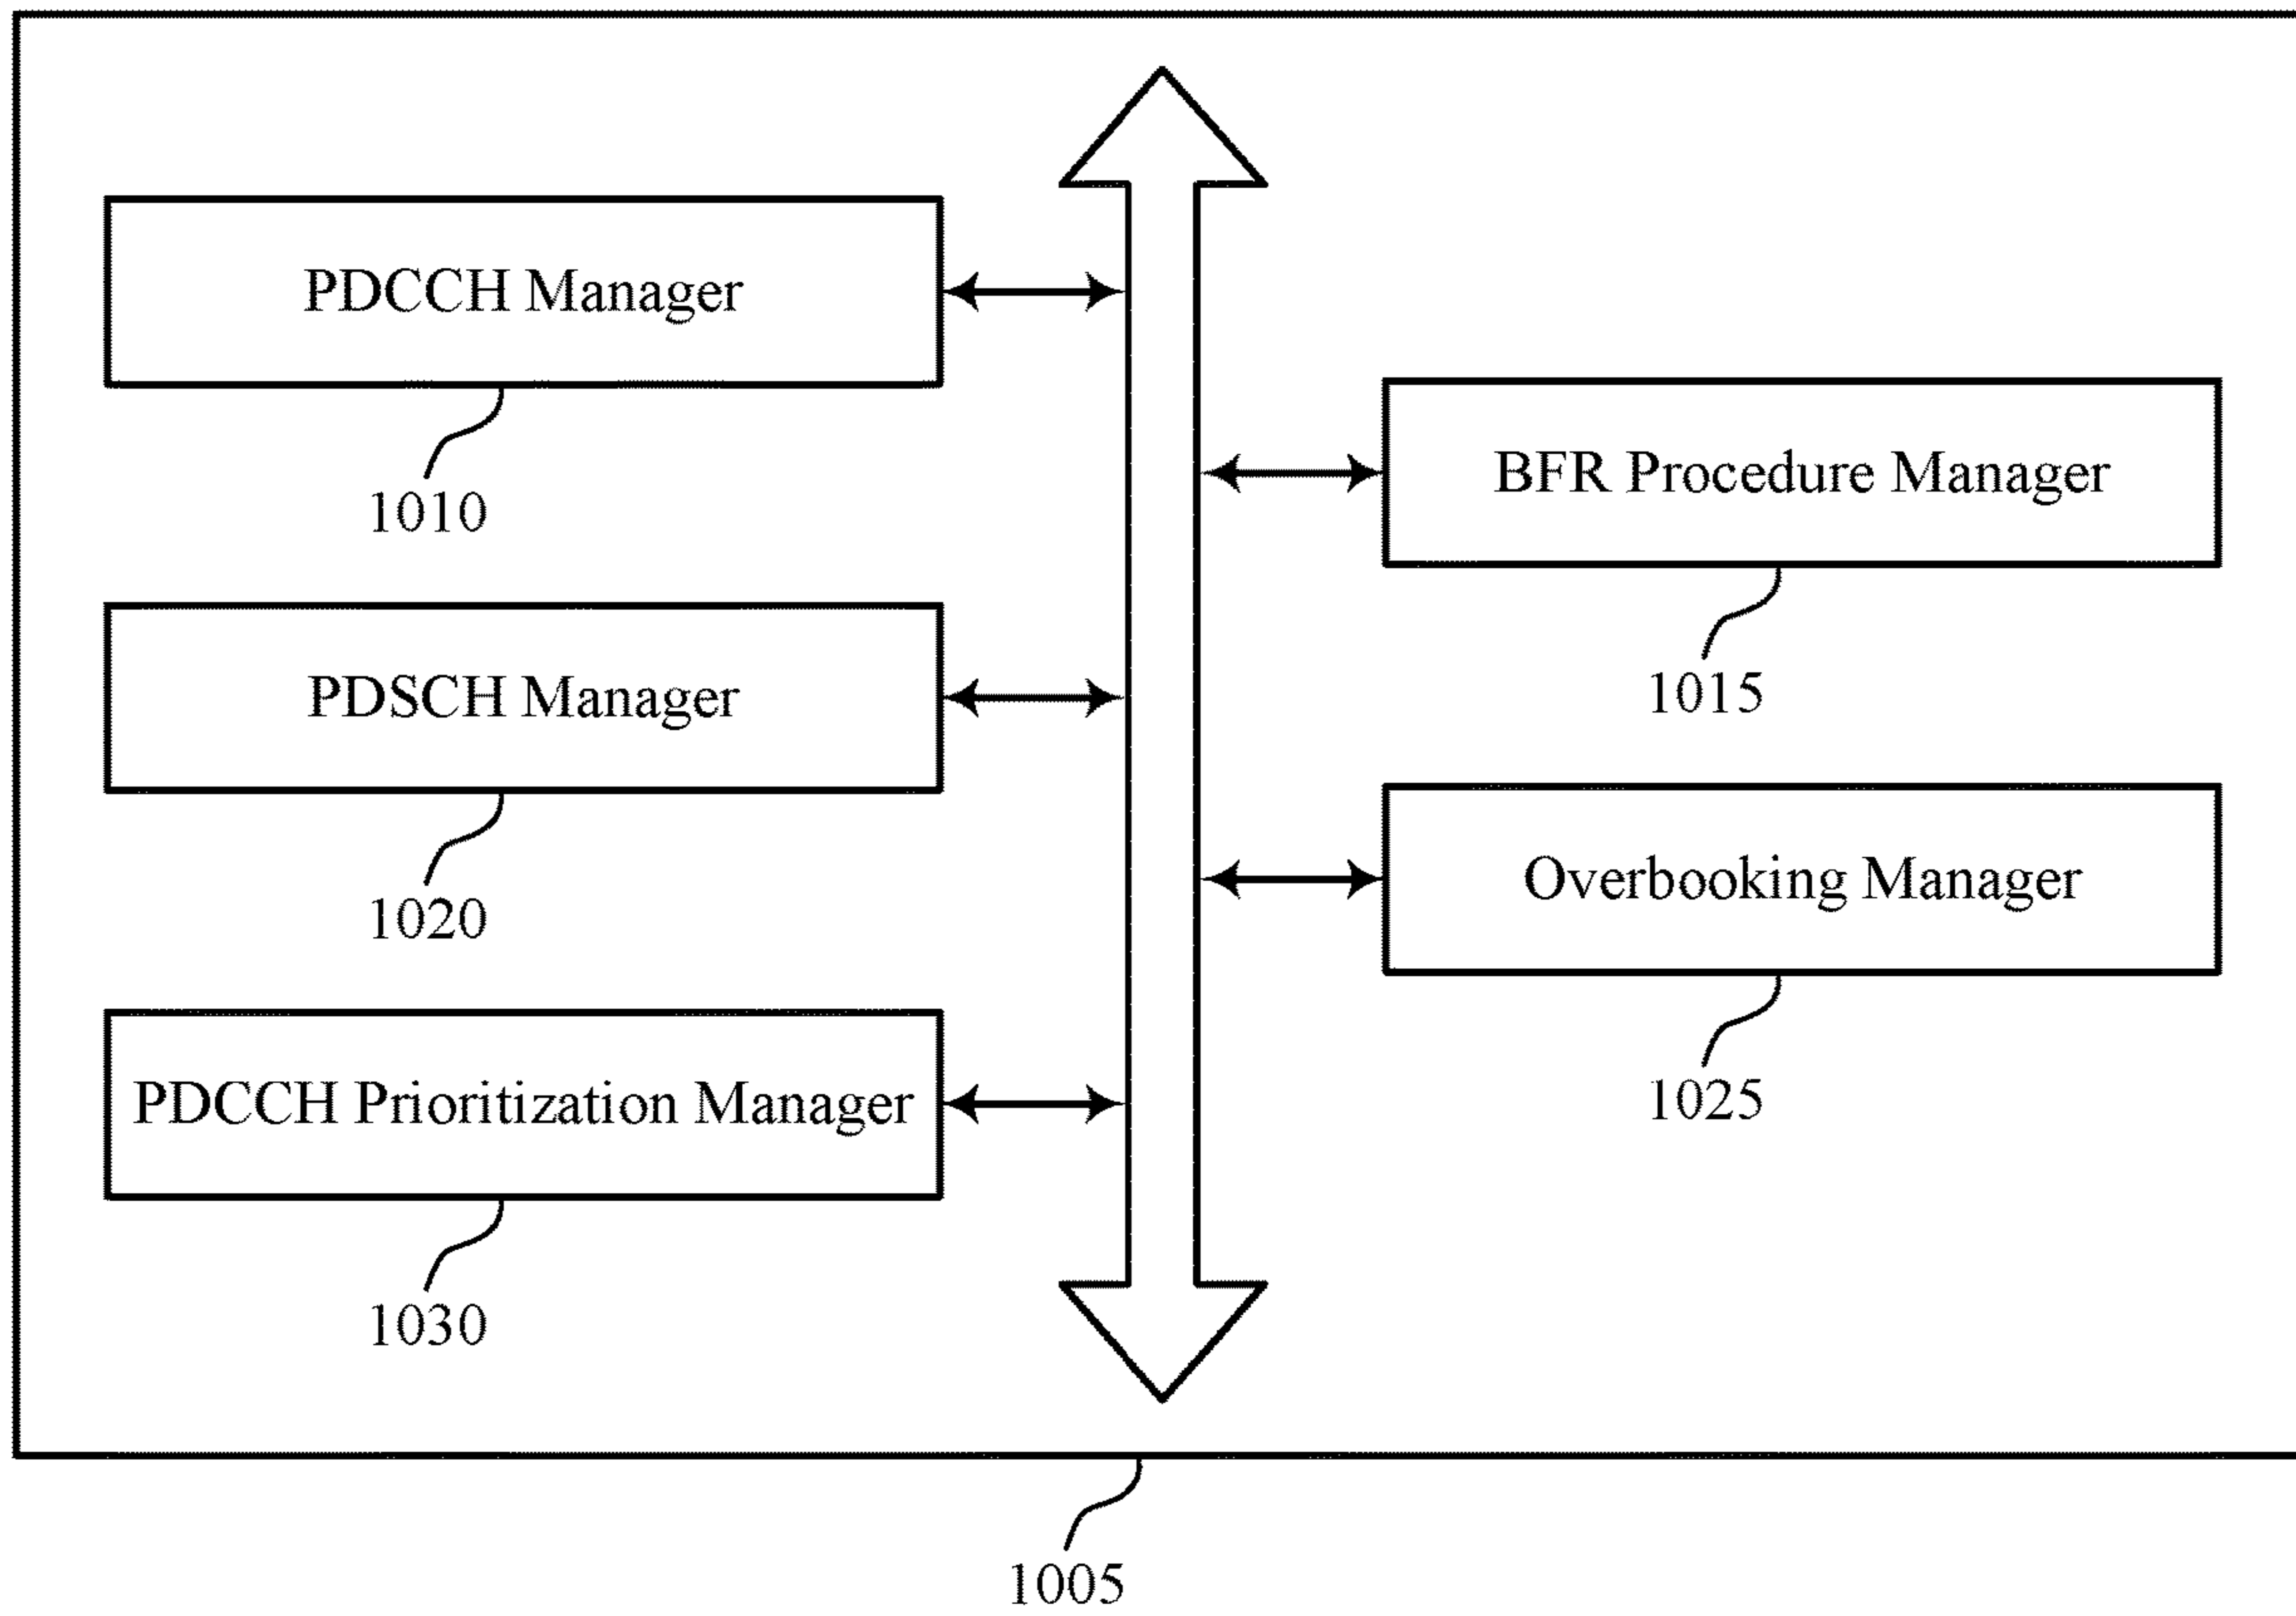 PDCCH Manager
1010
BFR Procedure Manager
1015
PDSCH Manager
1020
Overbooking Manager
1025
PDCCH Prioritization Manager
1030
1005